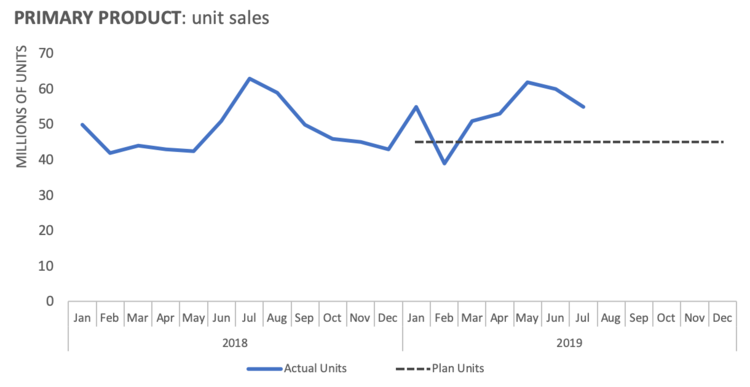 PRIMARY PRODUCT: unit sales
MILLIONS OF UNITS
70
60
50
40
30
20
10
0
Jan Feb Mar Apr May Jun Jul Aug Sep Oct Nov Dec Jan Feb Mar Apr May Jun Jul Aug Sep Oct Nov Dec
2018 2019
Actual Units Plan Units